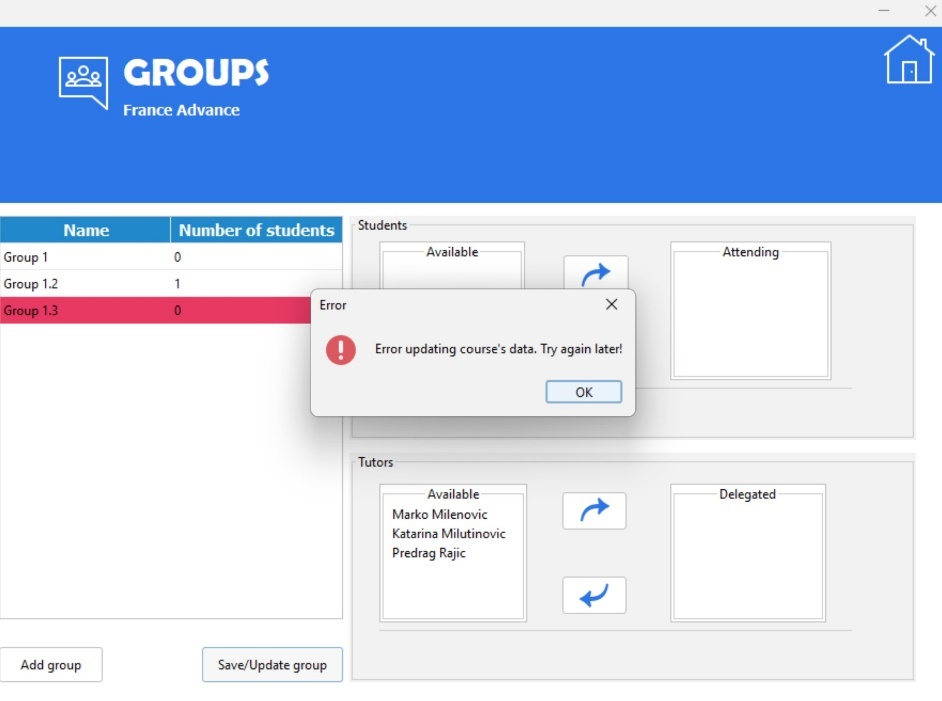 GROUPS
France Advance
Name Number of students
Group 1 0
Group 1.2 1
Group 1.3 0
Students
Available
Attending
Error
Error updating course's data. Try again later!
OK
Tutors
Available
Marko Milenovic
Katarina Milutinovic
Predrag Rajic
Delegated
Add group
Save/Update group